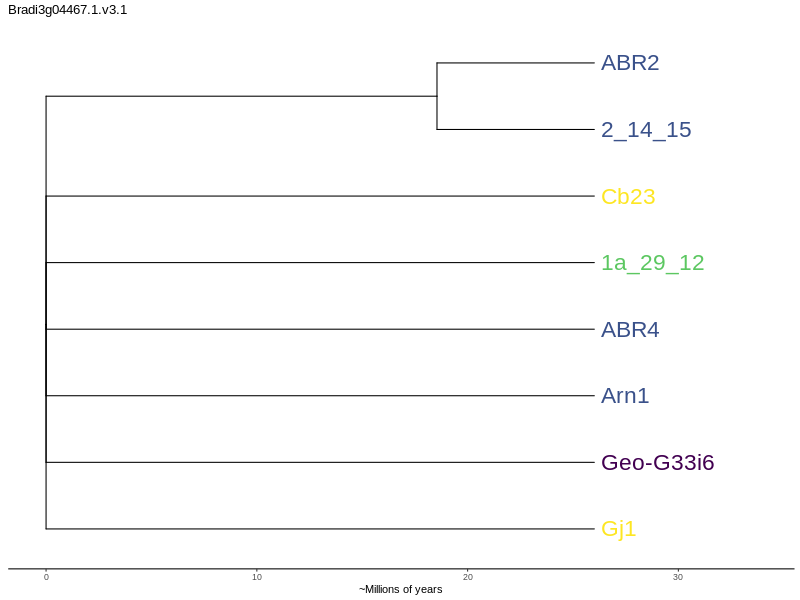 Bradi3g04467.1.v3.1
ABR2
2_14_15
Cb23
1a_29_12
ABR4
Arn1
Geo-G33i6
Gj1
0 10 20 30
~Millions of years